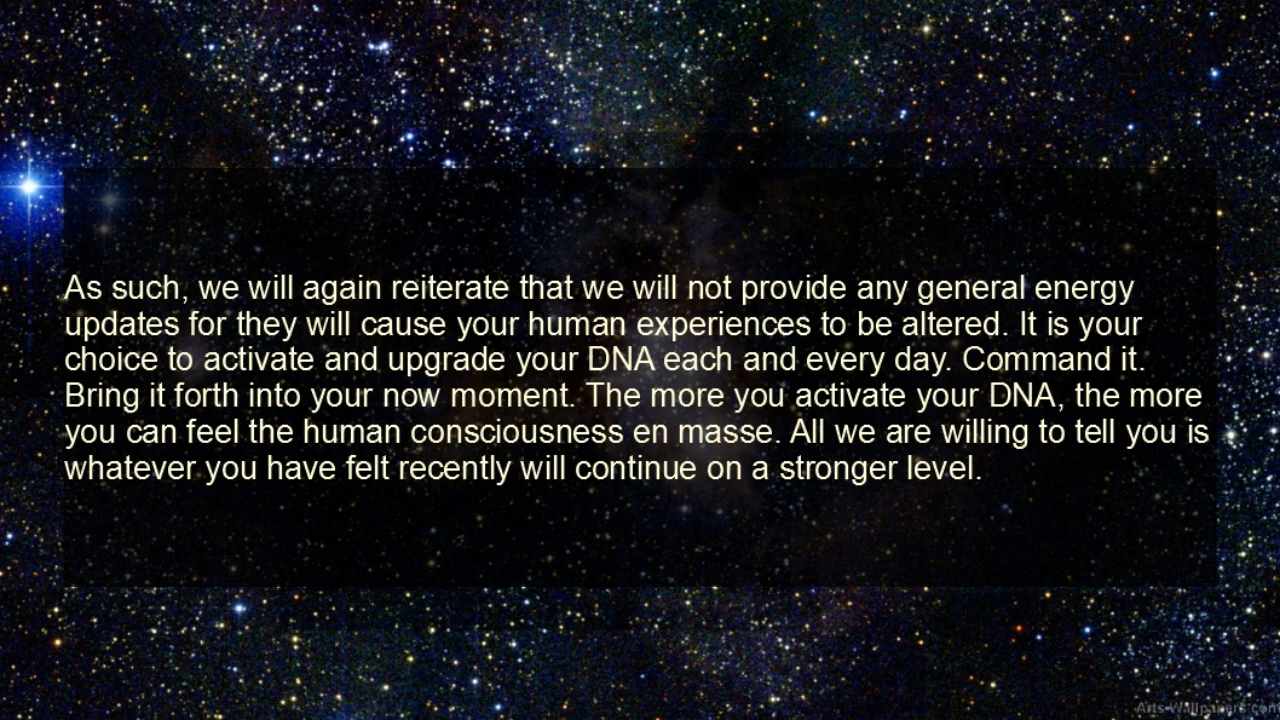 As such, we will again reiterate that we will not provide any general energy
updates for they will cause your human experiences to be altered. It is your
choice to activate and upgrade your DNA each and every day. Command it.
Bring it forth into your now moment. The more you activate your DNA, the more
you can feel the human consciousness en masse. All we are willing to tell you is
whatever you have felt recently will continue on a stronger level.
Arts-Wallpapers.com